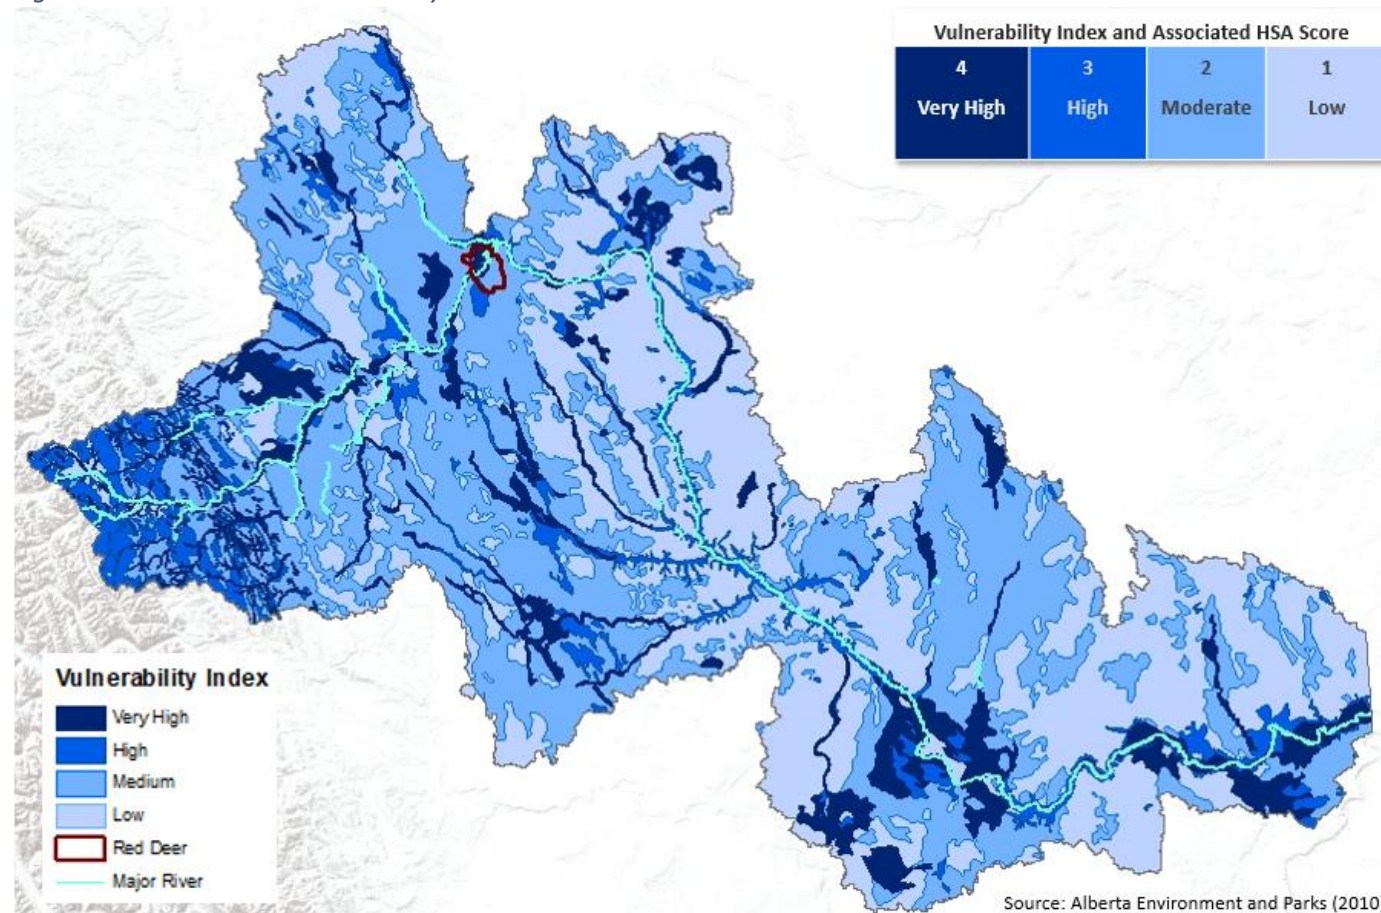 Vulnerability Index and Associated HSA Score
4 3 2 1
Very High High Moderate Low
Vulnerability Index
Very High
High
Medium
Low
Red Deer
Major River
Source: Alberta Environment and Parks (2010